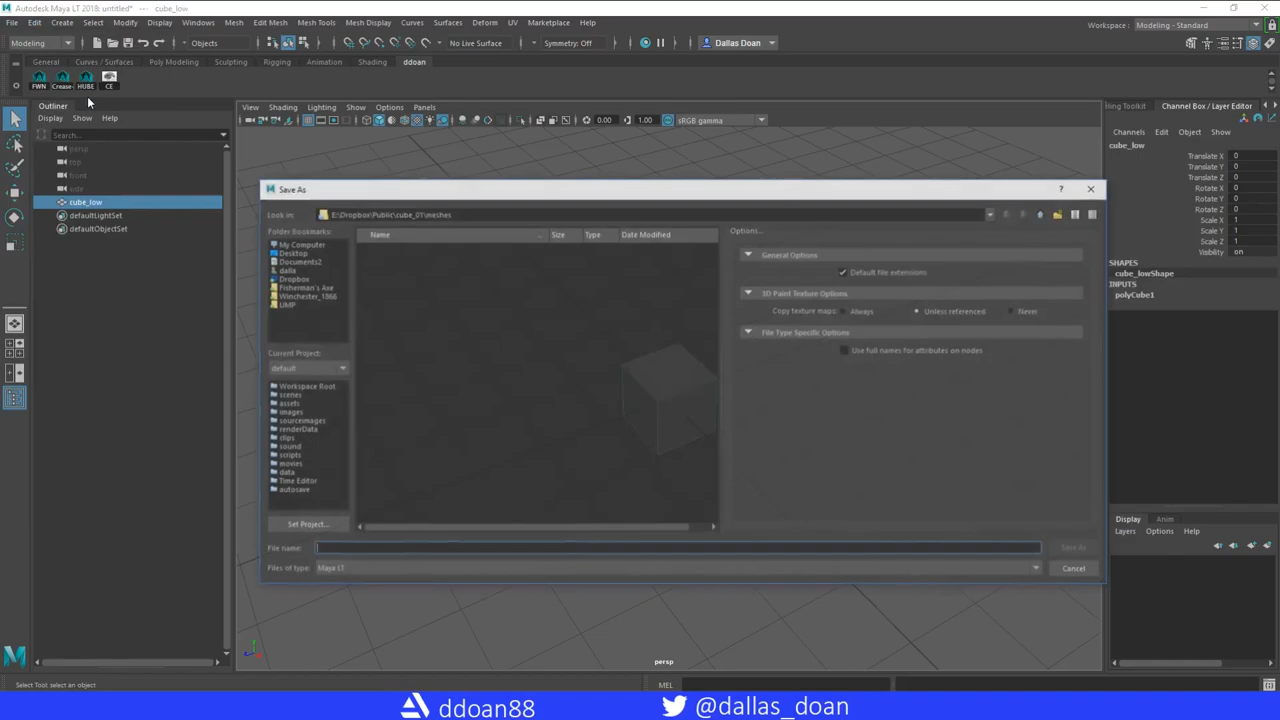 Autodesk Maya LT 2018: untitled* --- cube_low
File Edit Create Select Modify Display Windows Mesh Edit Mesh Mesh Tools Mesh Display Curves Surfaces Deform UV Marketplace Help
Workspace : Modeling - Standard
Modeling Objects No Live Surface Symmetry: Off Dallas Doan
General Curves / Surfaces Poly Modeling Sculpting Rigging Animation Shading ddoan
FWN Crease HUBE CE
Outliner
Display Show Help
Search...
persp
top
front
side
cube_low
defaultLightSet
defaultObjectSet
View Shading Lighting Show Options Panels
0.00 1.00 sRGB gamma
ling Toolkit Channel Box / Layer Editor
Channels Edit Object Show
cube_low
Translate X 0
Translate Y 0
Translate Z 0
Rotate X 0
Rotate Y 0
Rotate Z 0
Scale X 1
Scale Y 1
Scale Z 1
Visibility on
SHAPES
cube_lowShape
INPUTS
polyCube1
Display Anim
Layers Options Help
Save As
?
Look in: E:\Dropbox\Public\cube_01\meshes
Folder Bookmarks:
My Computer
Desktop
Documents2
dalla
Dropbox
Fisherman's Axe
Winchester_1866
UMP
Current Project:
default
Workspace Root
scenes
assets
images
sourceimages
renderData
clips
sound
scripts
movies
data
Time Editor
autosave
Set Project...
Name Size Type Date Modified
Options...
General Options
Default file extensions
3D Paint Texture Options
Copy texture maps: Always Unless referenced Never
File Type Specific Options
Use full names for attributes on nodes
File name: Save As
Files of type: Maya LT Cancel
persp
Select Tool: select an object
MEL
ddoan88 @dallas_doan